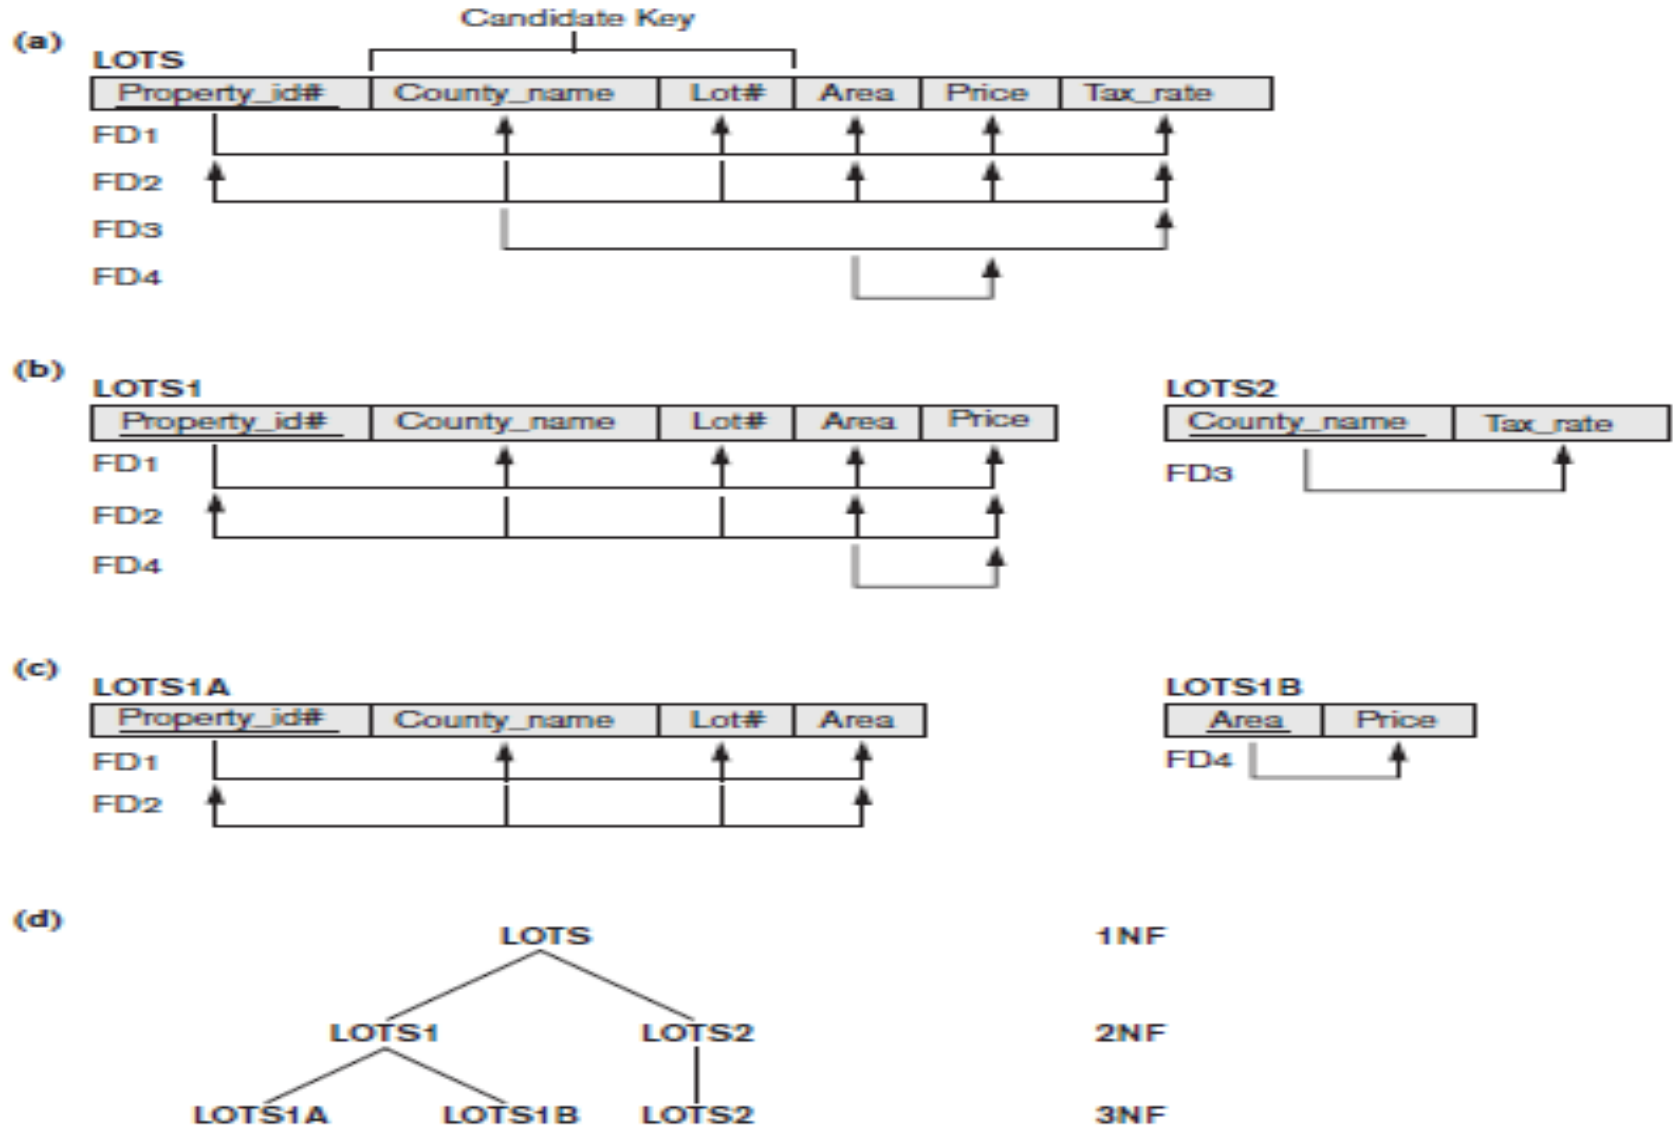 Candidate Key
(a)
LOTS
Property_id# County_name Lot# Area Price Tax_rate
FD1
FD2
FD3
FD4
(b)
LOTS1
Property_id# County_name Lot# Area Price
FD1
FD2
FD4
LOTS2
County_name Tax_rate
FD3
(c)
LOTS1A
Property_id# County_name Lot# Area
FD1
FD2
LOTS1B
Area Price
FD4
(d)
LOTS 1NF
LOTS1 LOTS2 2NF
LOTS1A LOTS1B LOTS2 3NF